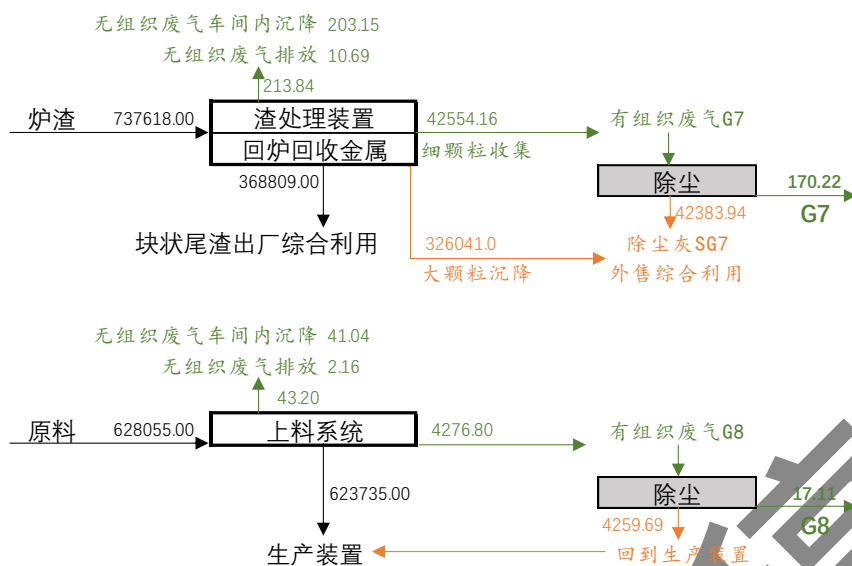 无组织废气车间内沉降 203.15
无组织废气排放 10.69
213.84
炉渣 737618.00 渣处理装置 42554.16 有组织废气G7
回炉回收金属 细颗粒收集
368809.00 除尘 170.22
G7
42383.94
块状尾渣出厂综合利用 326041.0 除尘灰SG7
大颗粒沉降 外售综合利用
无组织废气车间内沉降 41.04
无组织废气排放 2.16
43.20
原料 628055.00 上料系统 4276.80 有组织废气G8
623735.00 除尘 17.11
4259.69 G8
生产装置 回到生产装置